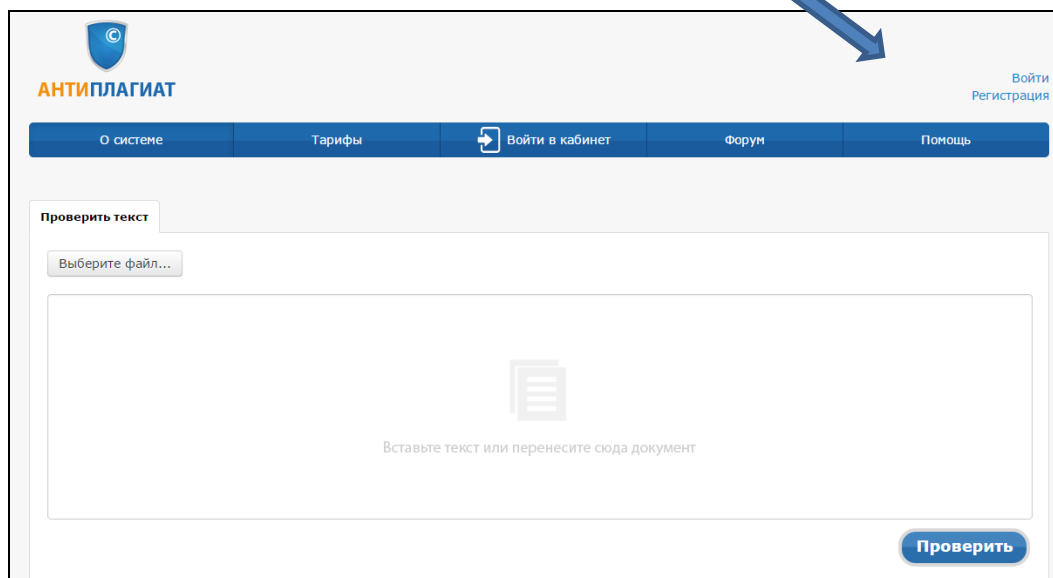 ©
АНТИПЛАГИАТ
Войти
Регистрация
О системе Тарифы Войти в кабинет Форум Помощь
Проверить текст
Выберите файл...
Вставьте текст или перенесите сюда документ
Проверить